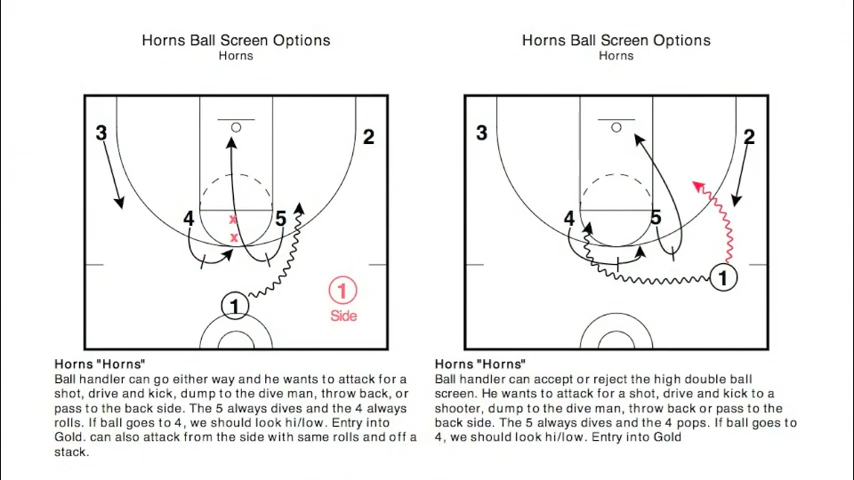 Horns Ball Screen Options
Horns
3
2
4
x
5
x
1
1
Side
Horns "Horns"
Ball handler can go either way and he wants to attack for a
shot, drive and kick, dump to the dive man, throw back, or
pass to the back side. The 5 always dives and the 4 always
rolls. If ball goes to 4, we should look hi/low. Entry into
Gold. can also attack from the side with same rolls and off a
stack.
Horns Ball Screen Options
Horns
3
2
4
5
1
Horns "Horns"
Ball handler can accept or reject the high double ball
screen. He wants to attack for a shot, drive and kick to a
shooter, dump to the dive man, throw back or pass to the
back side. The 5 always dives and the 4 pops. If ball goes to
4, we should look hi/low. Entry into Gold